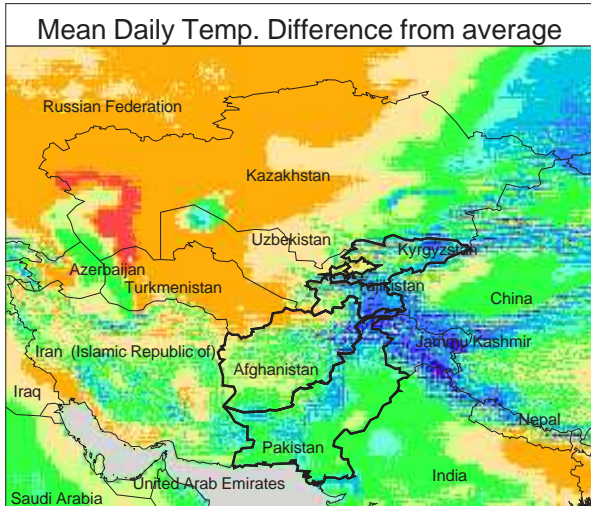 Mean Daily Temp. Difference from average
Russian Federation
Kazakhstan
Uzbekistan
Kyrgyzstan
Azerbaijan
Turkmenistan
Tajikistan
China
Iran (Islamic Republic of)
Jammu Kashmir
Afghanistan
Iraq
Nepal
Pakistan
India
United Arab Emirates
Saudi Arabia